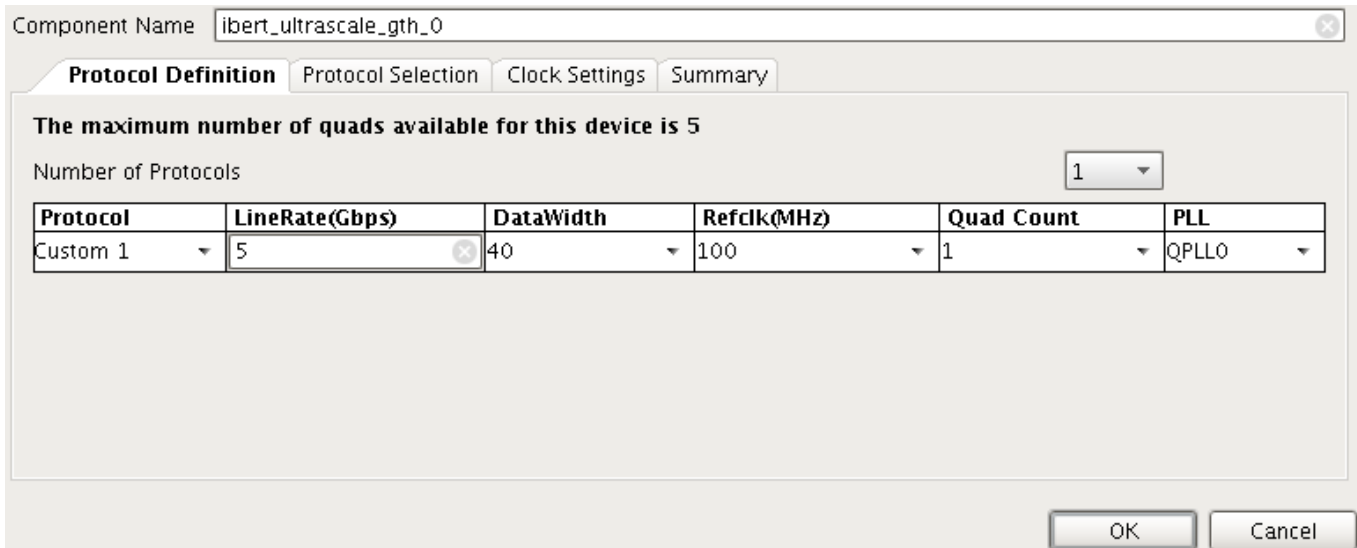 Component Name ibert_ultrascale_gth_0
Protocol Definition Protocol Selection Clock Settings Summary
The maximum number of quads available for this device is 5
Number of Protocols 1
Protocol LineRate(Gbps) DataWidth Refclk(MHz) Quad Count PLL
Custom 1 5 40 100 1 QPLL0
OK Cancel